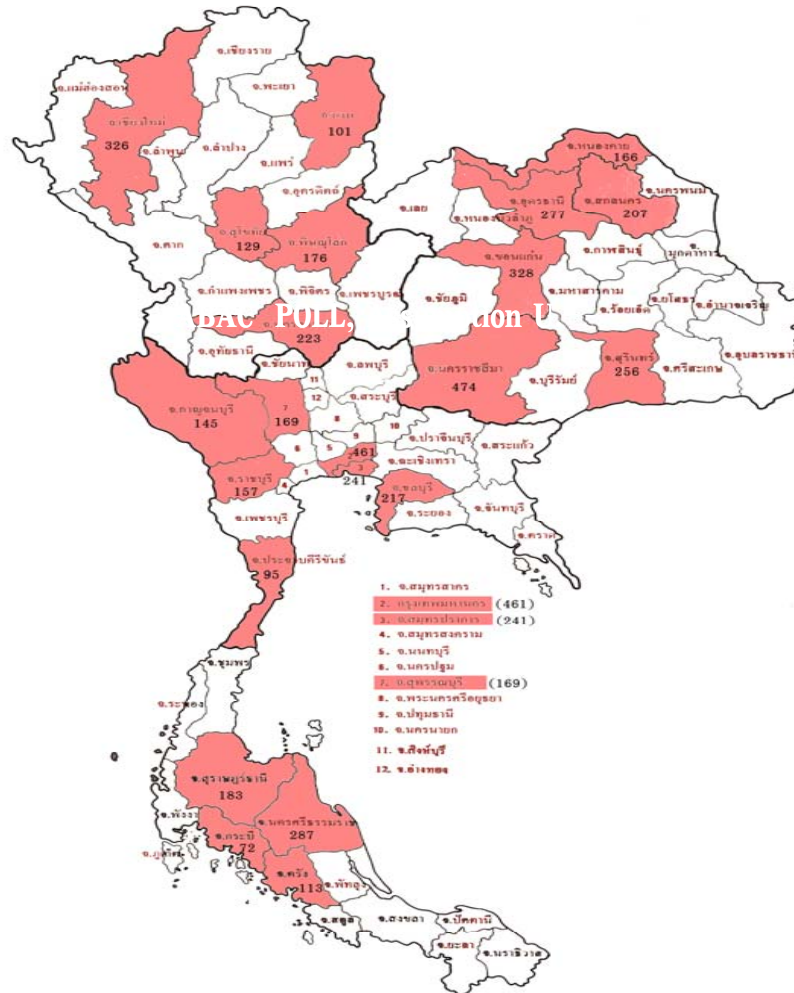 จ.เชียงราย
จ.แม่ฮ่องสอน
จ.พะเยา
จ.เชียงใหม่
326
จ.น่าน
101
จ.ลำพูน
จ.ลำปาง
จ.แพร่
จ.อุตรดิตถ์
จ.หนองคาย
166
จ.นครพนม
จ.เลย
จ.อุดรธานี
277
จ.สกลนคร
207
จ.หนองบัวลำภู
จ.ตาก
จ.สุโขทัย
129
จ.พิษณุโลก
176
จ.ขอนแก่น
328
จ.กาฬสินธุ์
จ.มุกดาหาร
จ.กำแพงเพชร
จ.พิจิตร
จ.เพชรบูรณ์
จ.ชัยภูมิ
จ.มหาสารคาม
จ.ร้อยเอ็ด
จ.ยโสธร
จ.อำนาจเจริญ
BAC POLL,
tion U
223
จ.อุทัยธานี
จ.ชัยนาท
จ.ลพบุรี
จ.นครราชสีมา
474
จ.บุรีรัมย์
จ.สุรินทร์
256
จ.ศรีสะเกษ
จ.อุบลราชธานี
11
12
จ.สระบุรี
จ.กาญจนบุรี
145
7
169
8
10
จ.ปราจีนบุรี
จ.สระแก้ว
6
5
9
461
2
3
จ.ฉะเชิงเทรา
จ.ราชบุรี
157
4
1
241
จ.ชลบุรี
217
จ.ระยอง
จ.จันทบุรี
จ.ตราด
จ.เพชรบุรี
จ.ประจวบคีรีขันธ์
95
1. จ.สมุทรสาคร
2. กรุงเทพมหานคร (461)
3. จ.สมุทรปราการ (241)
4. จ.สมุทรสงคราม
5. จ.นนทบุรี
6. จ.นครปฐม
7. จ.สุพรรณบุรี (169)
8. จ.พระนครศรีอยุธยา
9. จ.ปทุมธานี
10. จ.นครนายก
11. จ.สิงห์บุรี
12. จ.อ่างทอง
จ.ชุมพร
จ.ระนอง
จ.สุราษฎร์ธานี
183
จ.พังงา
จ.นครศรีธรรมราช
287
จ.กระบี่
72
จ.ภูเก็ต
จ.ตรัง
113
จ.พัทลุง
จ.สตูล
จ.สงขลา
จ.ปัตตานี
จ.ยะลา
จ.นราธิวาส